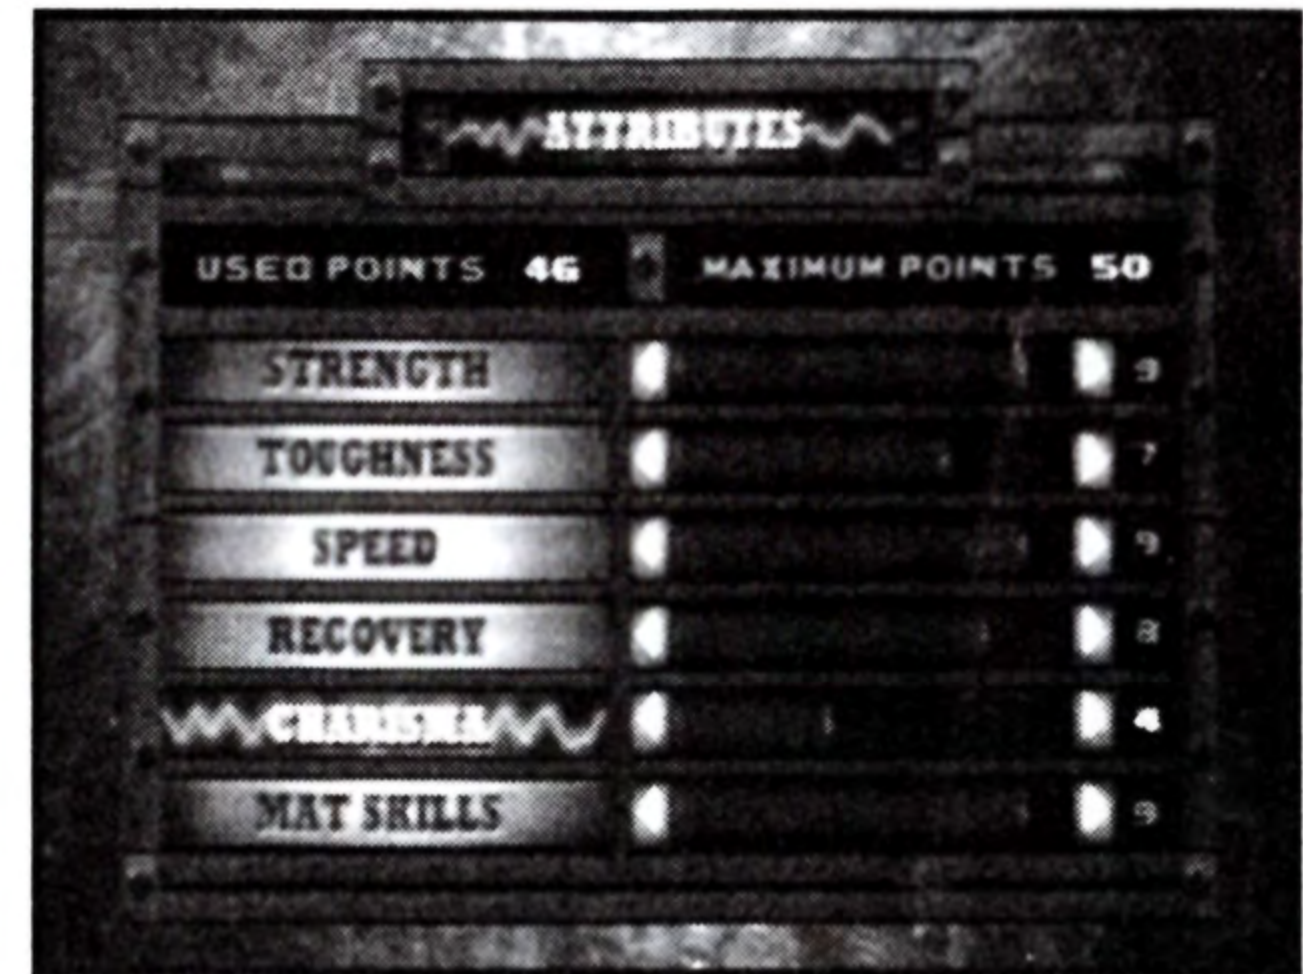 ATTRIBUTES
USED POINTS 46 MAXIMUM POINTS 50
STRENGTH 9
TOUGHNESS 7
SPEED 9
RECOVERY 8
CHARISMA 4
MAT SKILLS 9